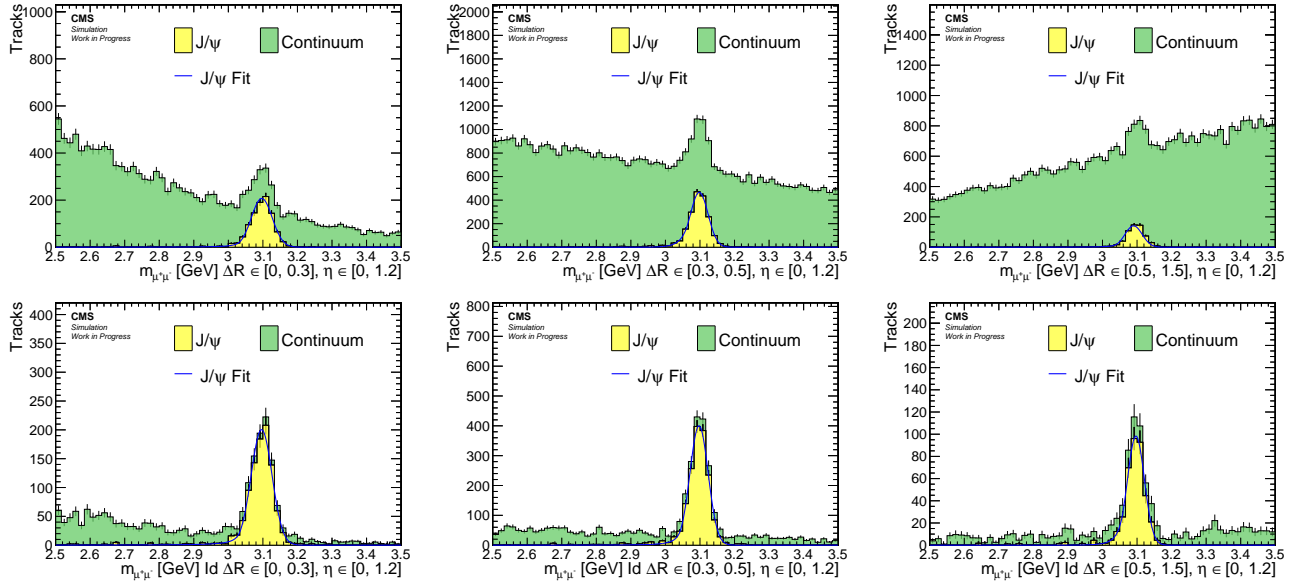 CMS
Simulation
Work in Progress
J/ψ Continuum
J/ψ Fit
Tracks
1000
800
600
400
200
0
2.5 2.6 2.7 2.8 2.9 3 3.1 3.2 3.3 3.4 3.5
m_{μ⁺μ⁻} [GeV] ΔR ∈ [0, 0.3], η ∈ [0, 1.2]
CMS
Simulation
Work in Progress
J/ψ Continuum
J/ψ Fit
Tracks
2000
1800
1600
1400
1200
1000
800
600
400
200
0
2.5 2.6 2.7 2.8 2.9 3 3.1 3.2 3.3 3.4 3.5
m_{μ⁺μ⁻} [GeV] ΔR ∈ [0.3, 0.5], η ∈ [0, 1.2]
CMS
Simulation
Work in Progress
J/ψ Continuum
J/ψ Fit
Tracks
1600
1400
1200
1000
800
600
400
200
0
2.5 2.6 2.7 2.8 2.9 3 3.1 3.2 3.3 3.4 3.5
m_{μ⁺μ⁻} [GeV] ΔR ∈ [0.5, 1.5], η ∈ [0, 1.2]
CMS
Simulation
Work in Progress
J/ψ Continuum
J/ψ Fit
Tracks
400
350
300
250
200
150
100
50
0
2.5 2.6 2.7 2.8 2.9 3 3.1 3.2 3.3 3.4 3.5
m_{μ⁺μ⁻} [GeV] Id ΔR ∈ [0, 0.3], η ∈ [0, 1.2]
CMS
Simulation
Work in Progress
J/ψ Continuum
J/ψ Fit
Tracks
800
700
600
500
400
300
200
100
0
2.5 2.6 2.7 2.8 2.9 3 3.1 3.2 3.3 3.4 3.5
m_{μ⁺μ⁻} [GeV] Id ΔR ∈ [0.3, 0.5], η ∈ [0, 1.2]
CMS
Simulation
Work in Progress
J/ψ Continuum
J/ψ Fit
Tracks
200
180
160
140
120
100
80
60
40
20
0
2.5 2.6 2.7 2.8 2.9 3 3.1 3.2 3.3 3.4 3.5
m_{μ⁺μ⁻} [GeV] Id ΔR ∈ [0.5, 1.5], η ∈ [0, 1.2]